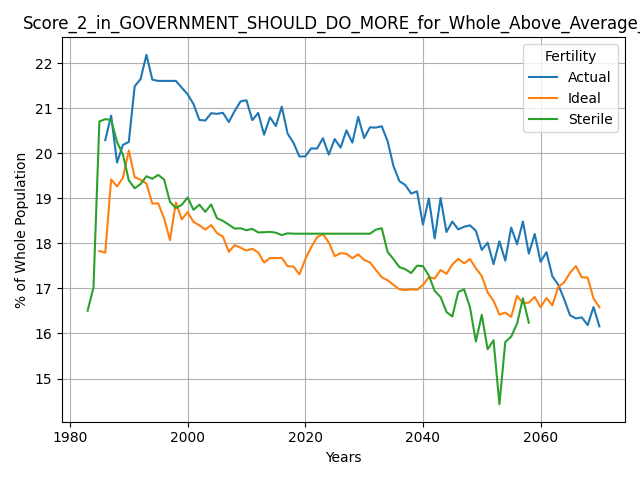 Score_2_in_GOVERNMENT_SHOULD_DO_MORE_for_Whole_Above_Average_
Fertility
Actual
Ideal
Sterile
% of Whole Population
22
21
20
19
18
17
16
15
1980 2000 2020 2040 2060
Years